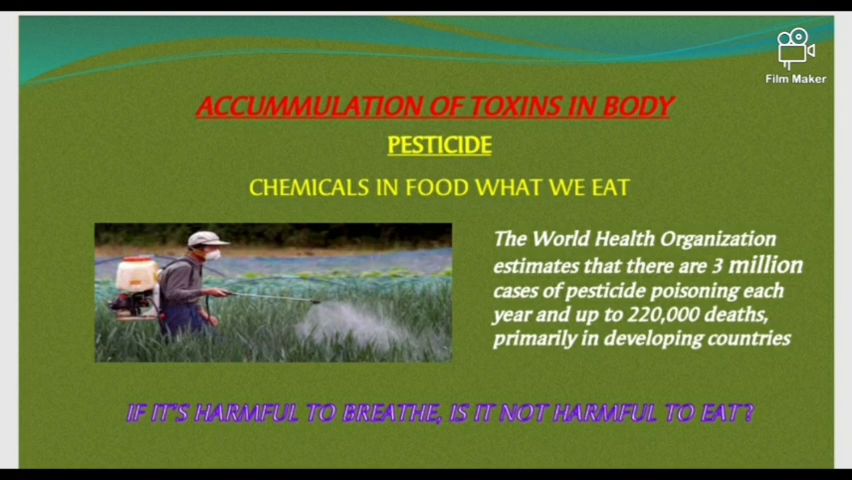 Film Maker
ACCUMMULATION OF TOXINS IN BODY
PESTICIDE
CHEMICALS IN FOOD WHAT WE EAT
The World Health Organization
estimates that there are 3 million
cases of pesticide poisoning each
year and up to 220,000 deaths,
primarily in developing countries
IF IT'S HARMFUL TO BREATHE, IS IT NOT HARMFUL TO EAT?